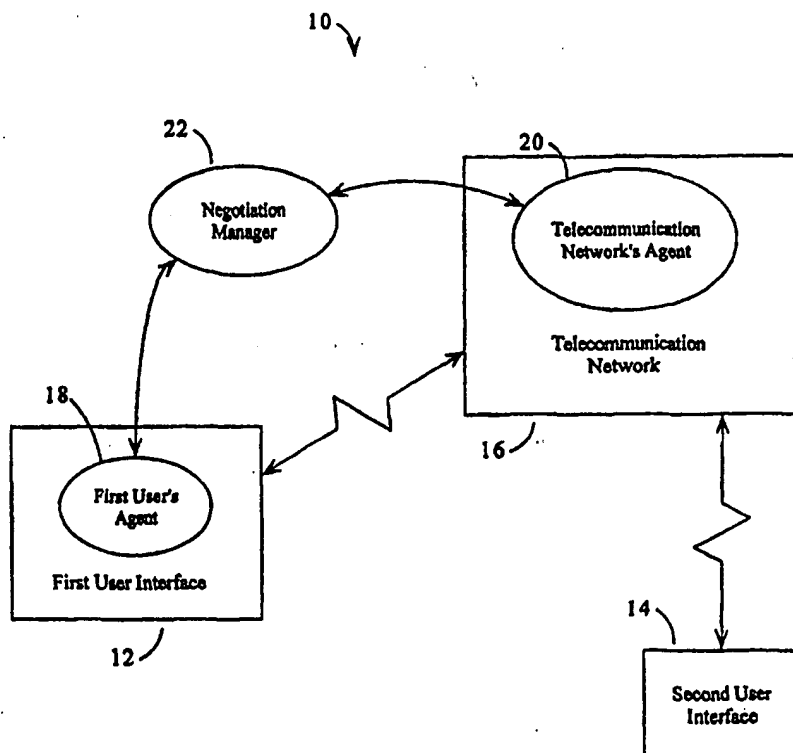 10
22
20
Negotiation
Manager
Telecommunication
Network's Agent
Telecommunication
Network
18
16
First User's
Agent
First User Interface
12
14
Second User
Interface